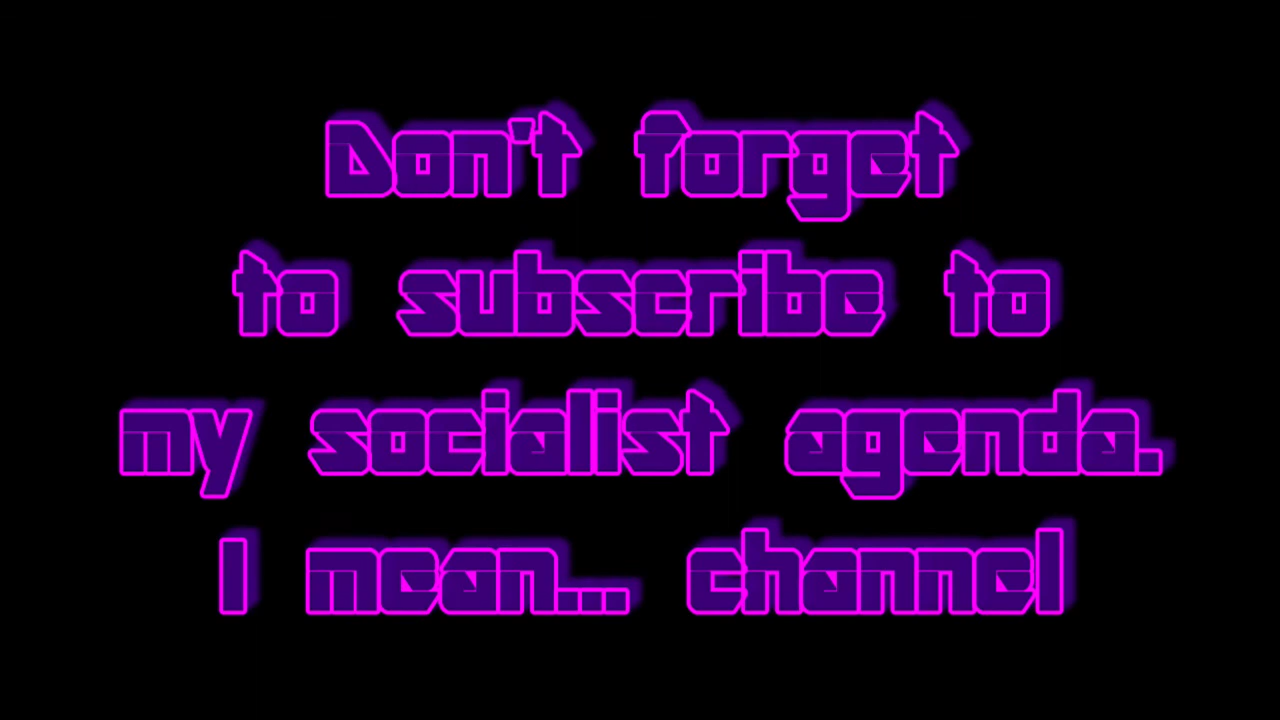 Don't forget
to subscribe to
my socialist agenda.
I mean... channel